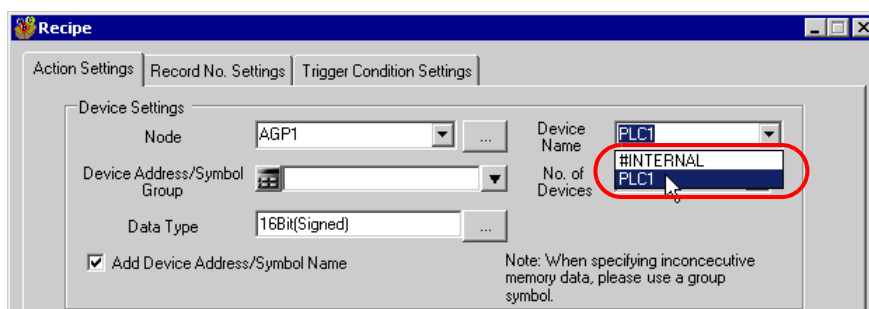 Recipe
Action Settings Record No. Settings Trigger Condition Settings
Device Settings
Node AGP1 ... Device Name PLC1
#INTERNAL
PLC1
Device Address/Symbol Group No. of Devices
Data Type 16Bit(Signed) ...
Add Device Address/Symbol Name
Note: When specifying inconcecutive
memory data, please use a group
symbol.